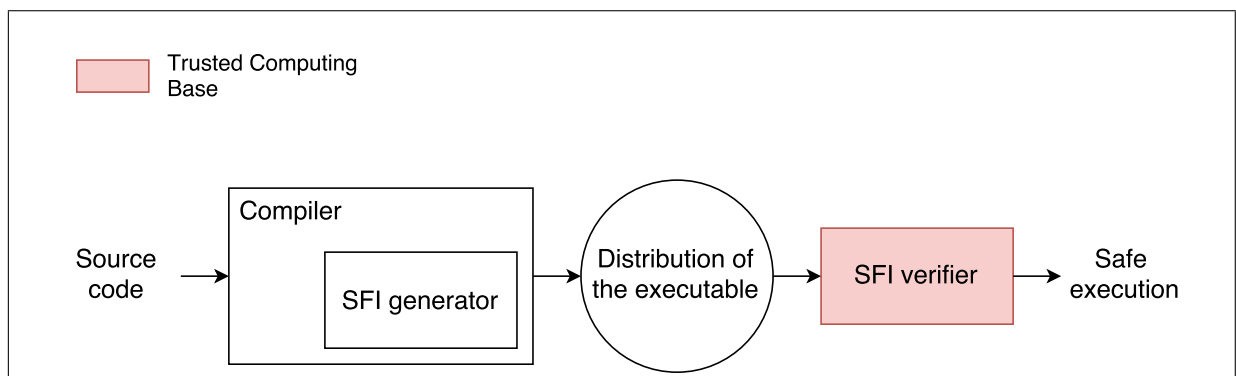 Trusted Computing
Base
Compiler
Source
code
SFI generator
Distribution of
the executable
SFI verifier
Safe
execution